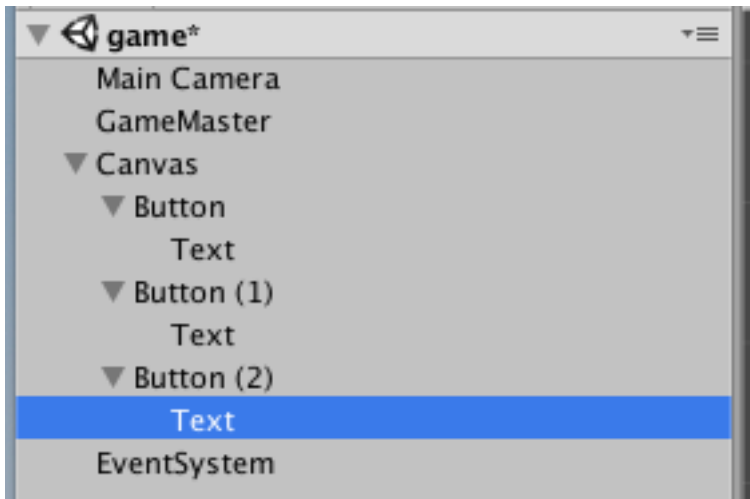 game*
Main Camera
GameMaster
Canvas
Button
Text
Button (1)
Text
Button (2)
Text
EventSystem